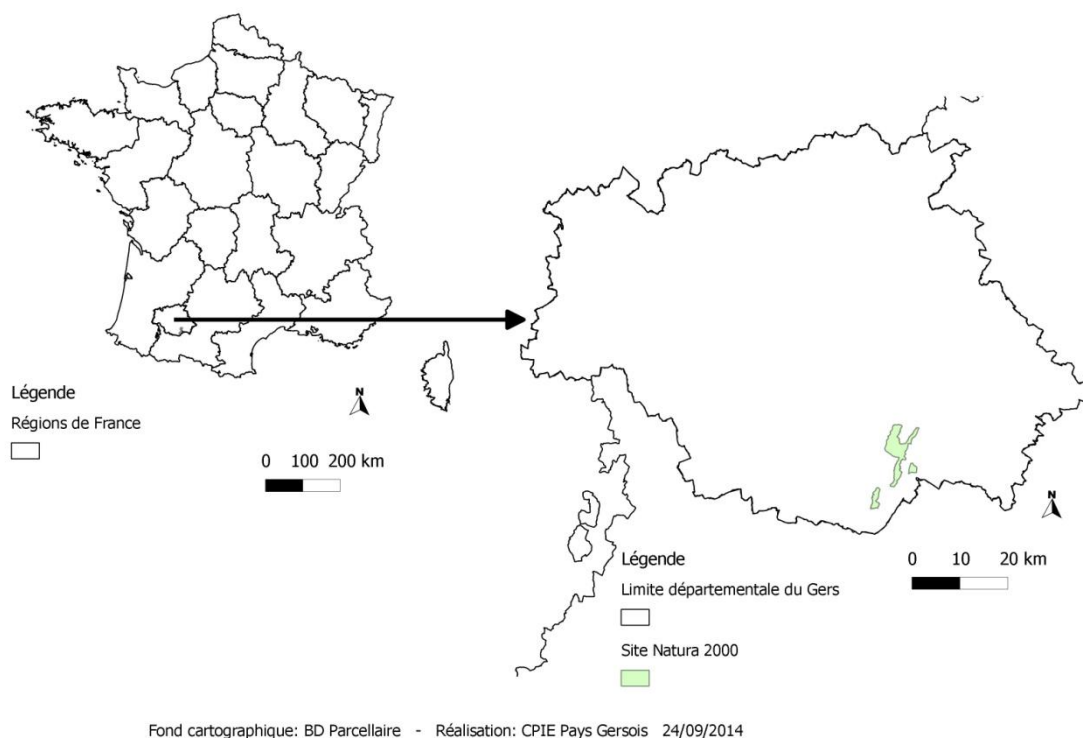 Légende
Régions de France
N
0 100 200 km
Légende
Limite départementale du Gers
Site Natura 2000
N
0 10 20 km
Fond cartographique: BD Parcellaire - Réalisation: CPIE Pays Gersois 24/09/2014